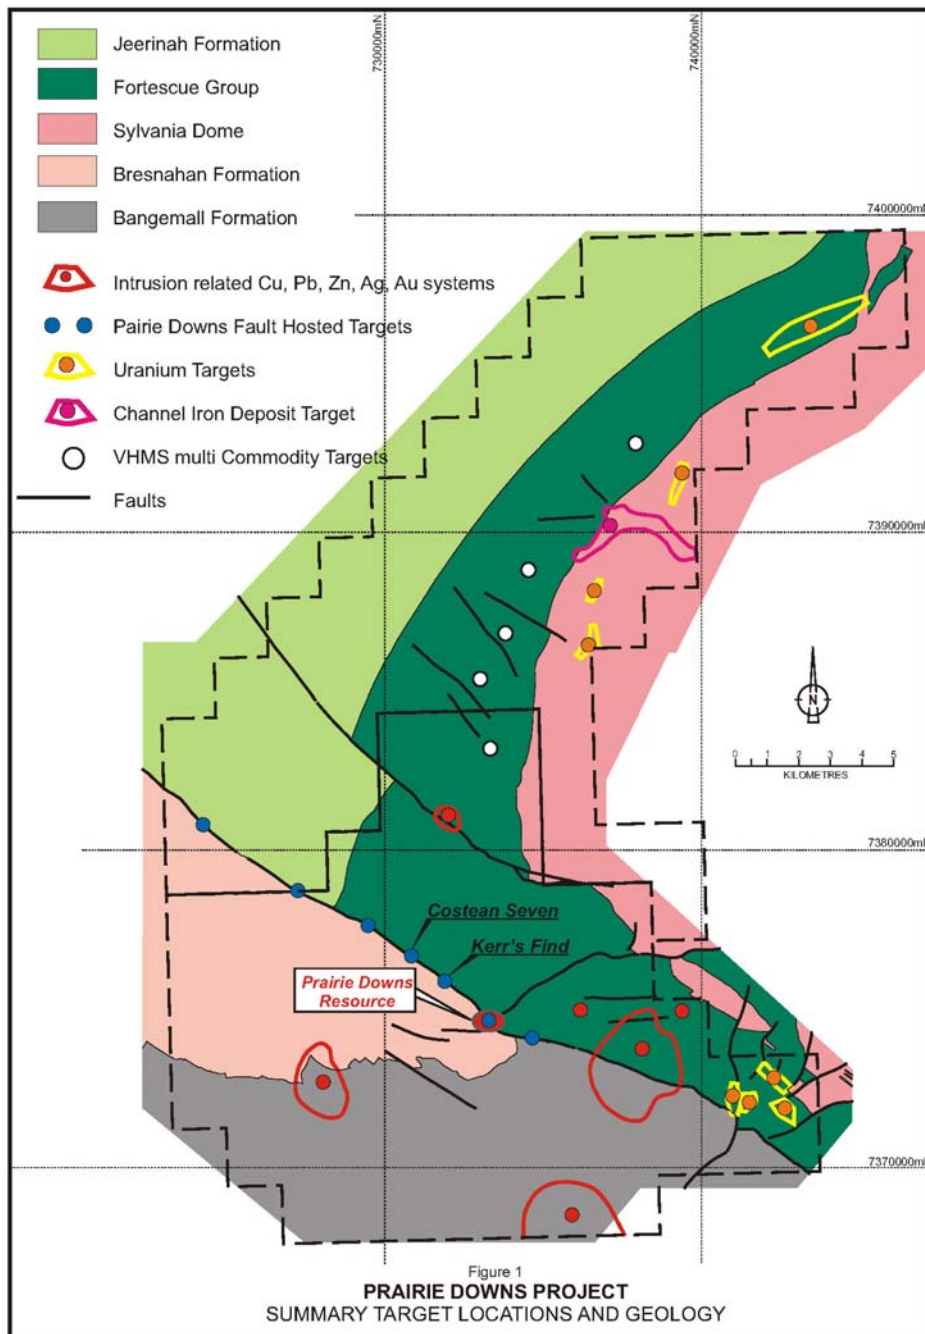 Jeerinah Formation
Fortescue Group
Sylvania Dome
Bresnahan Formation
Bangemall Formation
Intrusion related Cu, Pb, Zn, Ag, Au systems
Pairie Downs Fault Hosted Targets
Uranium Targets
Channel Iron Deposit Target
VHMS multi Commodity Targets
Faults
730000mN
740000mN
7400000mN
7390000mN
N
0 1 2 3 4 5
KILOMETRES
7380000mN
Costean Seven
Kerr's Find
Prairie Downs
Resource
7370000mN
Figure 1
PRAIRIE DOWNS PROJECT
SUMMARY TARGET LOCATIONS AND GEOLOGY